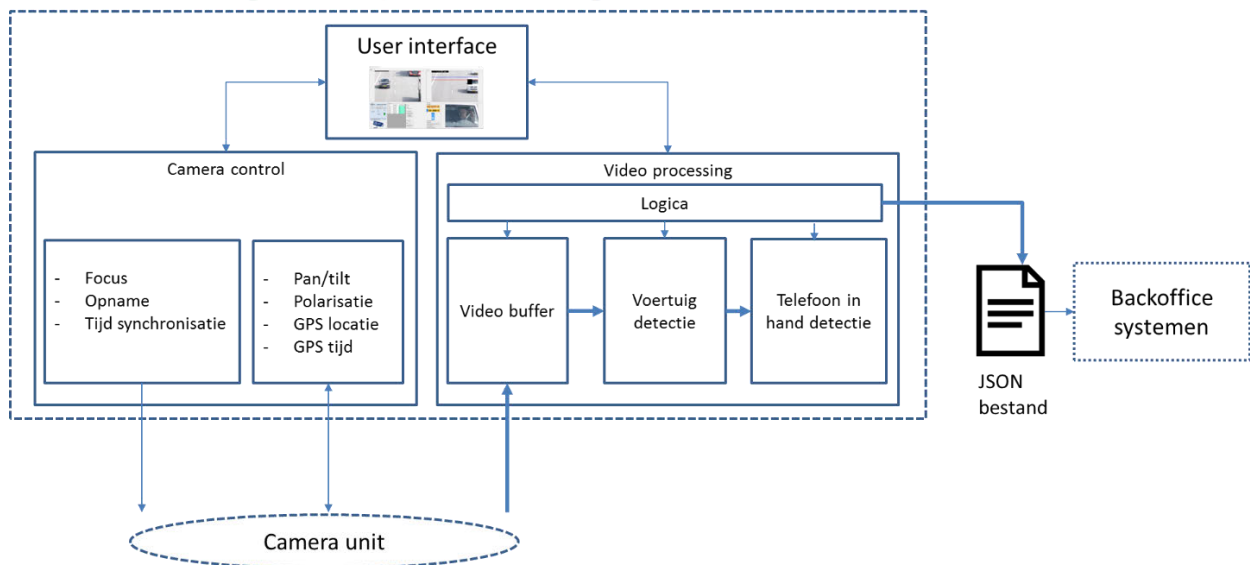 User interface
Camera control
- Focus
- Opname
- Tijd synchronisatie
- Pan/tilt
- Polarisatie
- GPS locatie
- GPS tijd
Video processing
Logica
Video buffer
Voertuig
detectie
Telefoon in
hand detectie
JSON
bestand
Backoffice
systemen
Camera unit